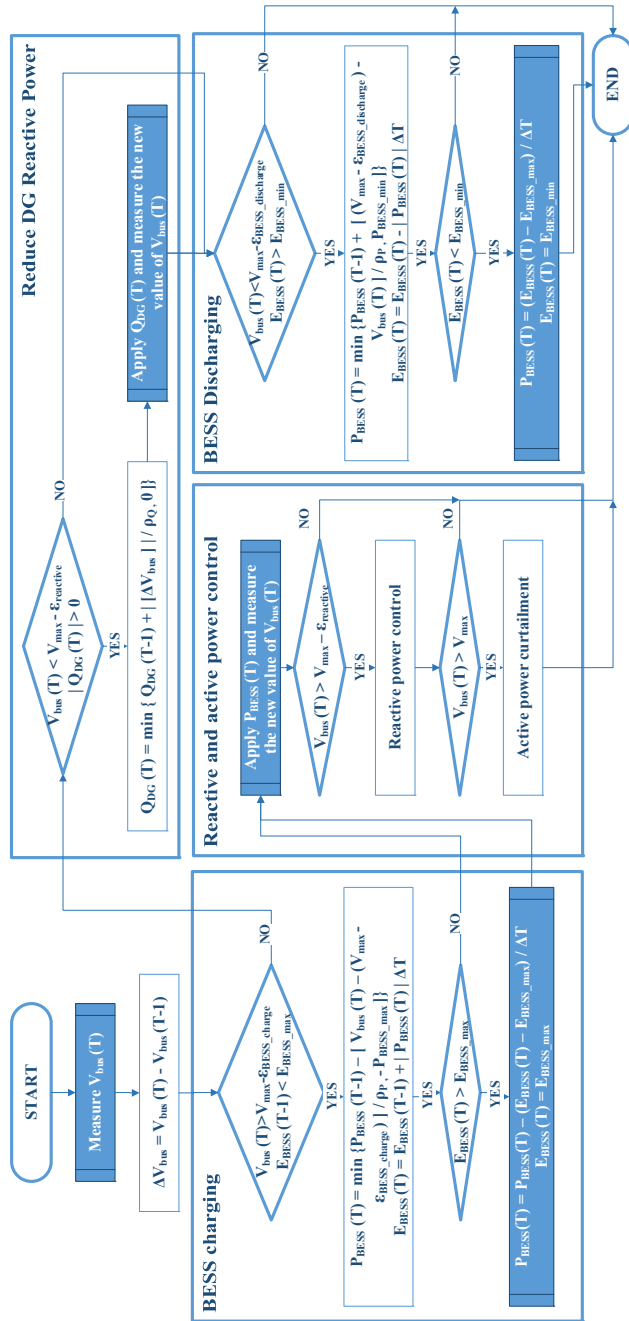 START
Measure V_bus (T)
ΔV_bus = V_bus (T) - V_bus (T-1)
BESS charging
V_bus (T)>V_max-ε_BESS_charge
E_BESS (T-1) < E_BESS_max
NO
YES
P_BESS (T) = min {P_BESS (T-1) – [ V_bus (T) – (V_max -
ε_BESS_charge) ] / ρ_P, - P_BESS_max ]}
E_BESS (T) = E_BESS (T-1) + | P_BESS (T) | ΔT
YES
E_BESS (T) > E_BESS_max
NO
YES
P_BESS (T) = P_BESS (T) – (E_BESS (T) – E_BESS_max) / ΔT
E_BESS (T) = E_BESS_max
Reduce DG Reactive Power
V_bus (T) < V_max - ε_reactive
| Q_DG (T) | > 0
NO
YES
Q_DG (T) = min { Q_DG (T-1) + | [ΔV_bus ] | / ρ_Q, 0 ]}
Apply Q_DG (T) and measure the new
value of V_bus (T)
Reactive and active power control
Apply P_BESS (T) and measure
the new value of V_bus (T)
V_bus (T) > V_max – ε_reactive
NO
YES
Reactive power control
V_bus (T) > V_max
NO
YES
Active power curtailment
BESS Discharging
V_bus (T)<V_max-ε_BESS_discharge
E_BESS (T) > E_BESS_min
NO
YES
P_BESS (T) = min {P_BESS (T-1) + [ (V_max - ε_BESS_discharge) -
V_bus (T) ] / ρ_P, P_BESS_min ]}
E_BESS (T) = E_BESS (T) - | P_BESS (T) | ΔT
YES
E_BESS (T) < E_BESS_min
NO
YES
P_BESS (T) = (E_BESS (T) – E_BESS_max) / ΔT
E_BESS (T) = E_BESS_min
END